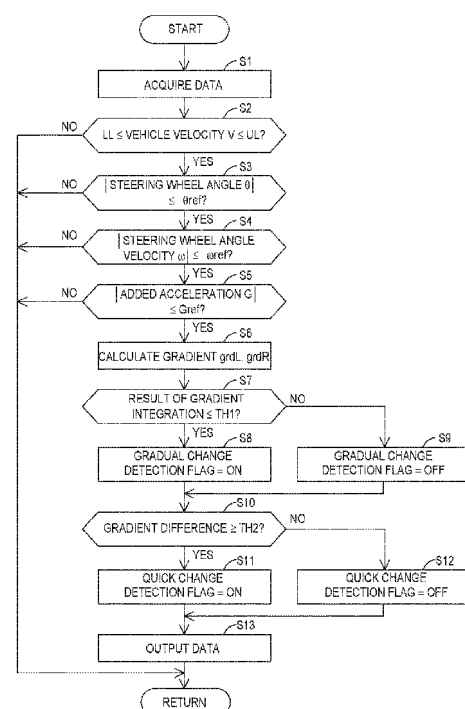 START
S1
ACQUIRE DATA
S2
NO
LL ≤ VEHICLE VELOCITY V ≤ UL?
YES
S3
NO
|STEERING WHEEL ANGLE θ|
≤ θref?
YES
S4
NO
|STEERING WHEEL ANGLE
VELOCITY ω| ≤ ωref?
YES
S5
NO
|ADDED ACCELERATION G|
≤ Gref?
YES
S6
CALCULATE GRADIENT grdL, grdR
S7
RESULT OF GRADIENT
INTEGRATION ≤ TH1?
NO
YES
S8
S9
GRADUAL CHANGE
DETECTION FLAG = ON
GRADUAL CHANGE
DETECTION FLAG = OFF
S10
GRADIENT DIFFERENCE ≥ TH2?
NO
YES
S11
S12
QUICK CHANGE
DETECTION FLAG = ON
QUICK CHANGE
DETECTION FLAG = OFF
S13
OUTPUT DATA
RETURN